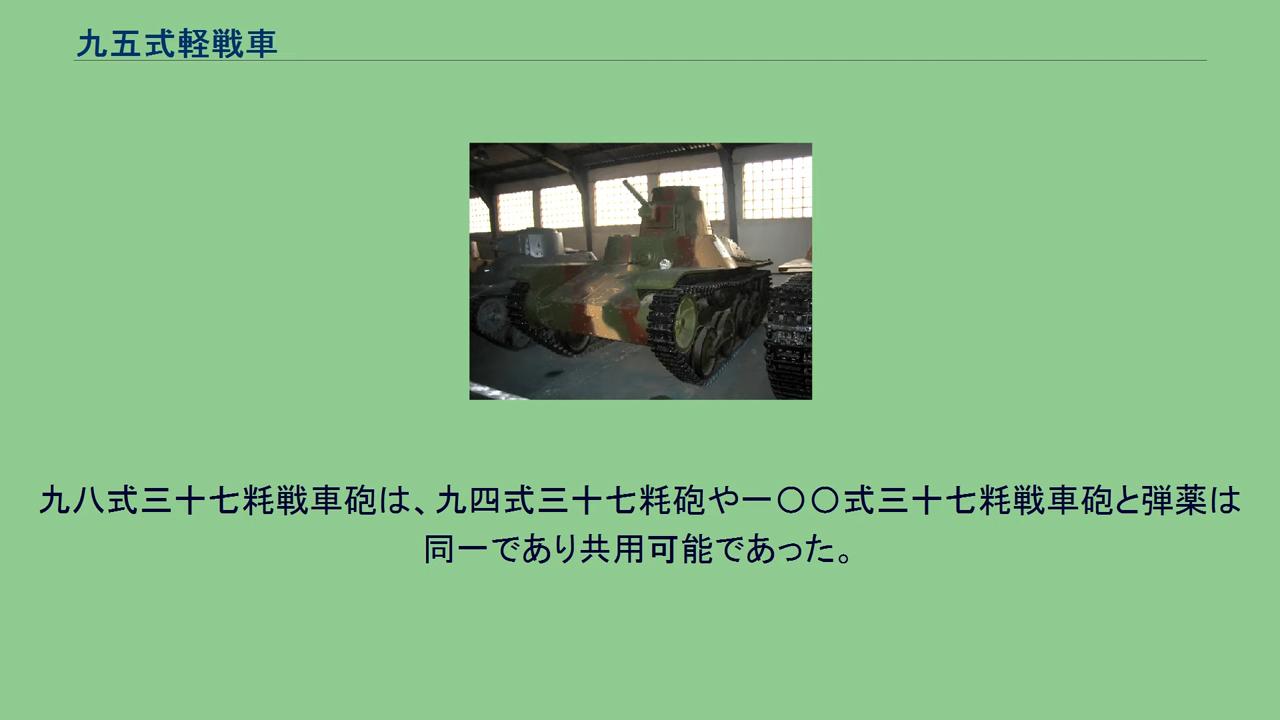 九五式軽戦車
九八式三十七粍戦車砲は、九四式三十七粍砲や一〇〇式三十七粍戦車砲と弾薬は
同一であり共用可能であった。